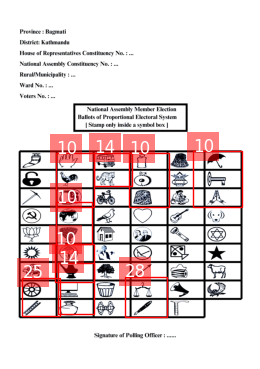 Province : Bagmati
District: Kathmandu
House of Representatives Constituency No. : ...
National Assembly Constituency No. : ...
Rural/Municipality : ...
Ward No. : ...
Voters No. : ...
National Assembly Member Election
Ballots of Proportional Electoral System
[ Stamp only inside a symbol box ]
10 14 10 10
10
10
14
25 28
Signature of Polling Officer : ......